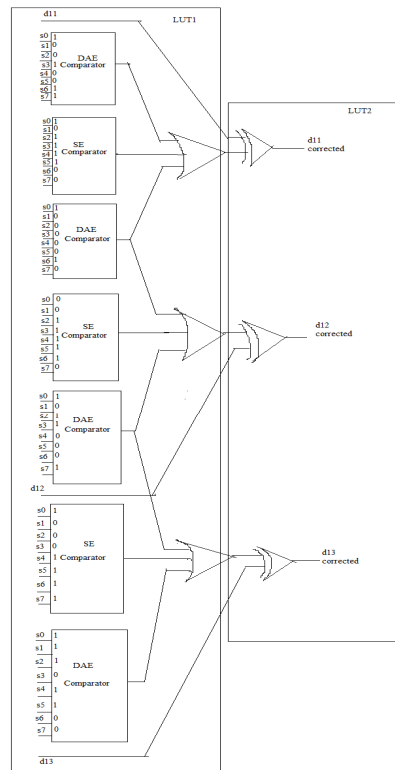 d11
LUT1
s0 1
s1 0
s2 0 DAE
s3 1 Comparator
s4 0
s5 0
s6 1
s7 1
LUT2
s0 1
s1 0
s2 1
s3 1 SE
s4 1 Comparator
s5 1
s6 0
s7 0
d11
corrected
s0 1
s1 0
s2 0
s3 0 DAE
s4 0 Comparator
s5 0
s6 1
s7 0
s0 0
s1 0
s2 1 SE
s3 1 Comparator
s4 1
s5 1
s6 1
s7 0
d12
corrected
s0 1
s1 0
s2 1 DAE
s3 1 Comparator
s4 0
s5 0
s6 0
s7 1
d12
s0 1
s1 0
s2 0 SE
s3 0 Comparator
s4 1
s5 1
s6 1
s7 1
d13
corrected
s0 1
s1 1
s2 1 DAE
s3 0 Comparator
s4 1
s5 1
s6 0
s7 0
d13